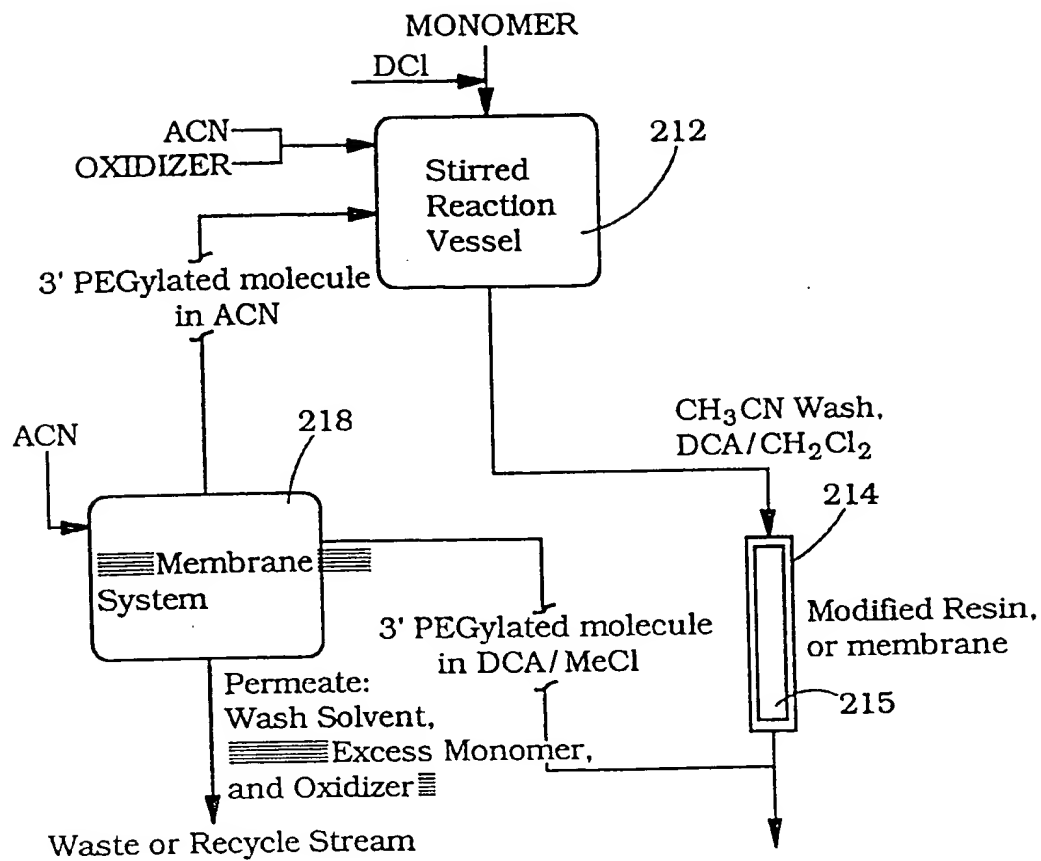 MONOMER
DCl
ACN
OXIDIZER
212
Stirred
Reaction
Vessel
3' PEGylated molecule
in ACN
CH₃CN Wash,
DCA/CH₂Cl₂
ACN
218
214
Membrane
System
3' PEGylated molecule
in DCA/MeCl
Modified Resin,
or membrane
215
Permeate:
Wash Solvent,
Excess Monomer,
and Oxidizer
Waste or Recycle Stream